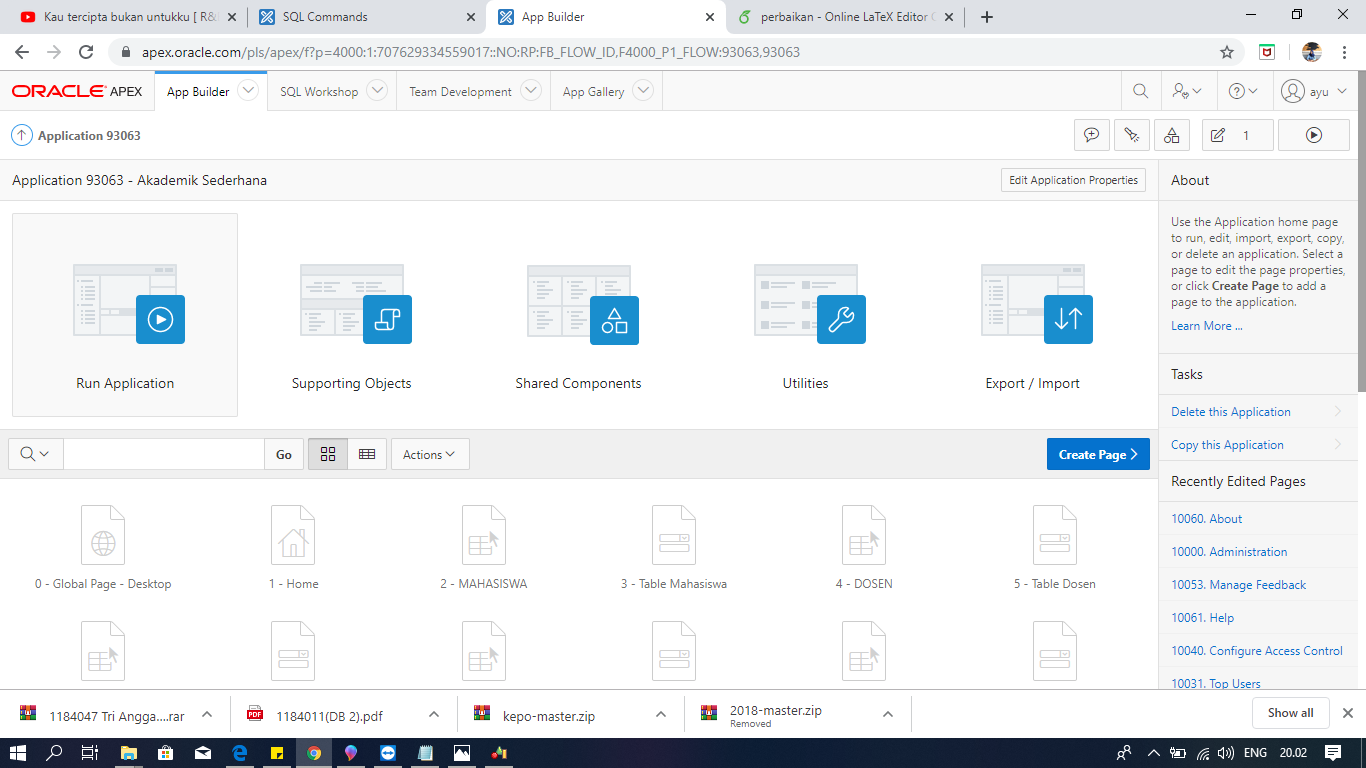 Kau tercipta bukan untukku [ R&
SQL Commands
App Builder
perbaikan - Online LaTeX Editor
apex.oracle.com/pls/apex/f?p=4000:1:707629334559017::NO:RP:FB_FLOW_ID,F4000_P1_FLOW:93063,93063
ORACLE APEX
App Builder
SQL Workshop
Team Development
App Gallery
ayu
Application 93063
1
Application 93063 - Akademik Sederhana
Edit Application Properties
About
Use the Application home page
to run, edit, import, export, copy,
or delete an application. Select a
page to edit the page properties,
or click Create Page to add a
page to the application.
Learn More ...
Run Application
Supporting Objects
Shared Components
Utilities
Export / Import
Tasks
Delete this Application
Copy this Application
Go
Actions
Create Page
Recently Edited Pages
10060. About
10000. Administration
10053. Manage Feedback
10061. Help
10040. Configure Access Control
10031. Top Users
0 - Global Page - Desktop
1 - Home
2 - MAHASISWA
3 - Table Mahasiswa
4 - DOSEN
5 - Table Dosen
1184047 Tri Angga....rar
1184011(DB 2).pdf
kepo-master.zip
2018-master.zip
Removed
Show all
ENG
20.02